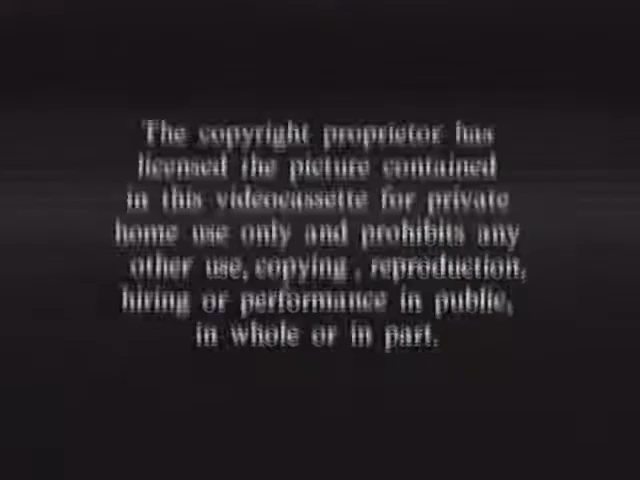 The copyright proprietor has
licensed the picture contained
in this videocassette for private
home use only and prohibits any
other use, copying , reproduction,
hiring or performance in public,
in whole or in part.